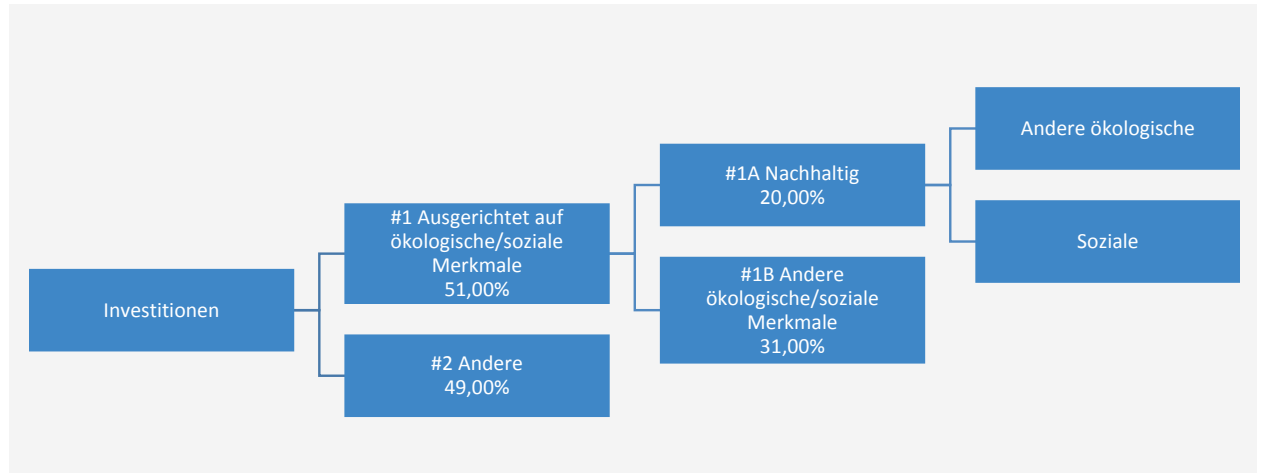 Investitionen
#1 Ausgerichtet auf
ökologische/soziale
Merkmale
51,00%
#2 Andere
49,00%
#1A Nachhaltig
20,00%
#1B Andere
ökologische/soziale
Merkmale
31,00%
Andere ökologische
Soziale